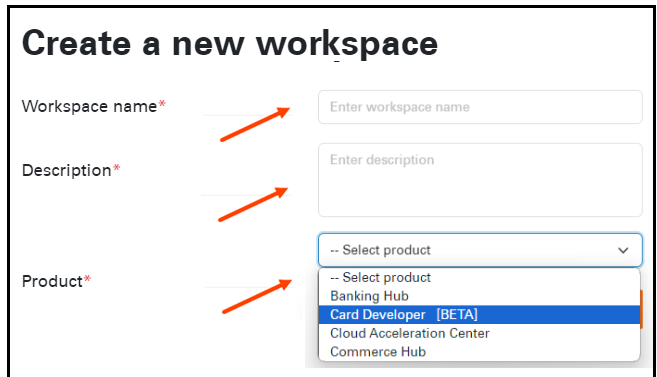 Create a new workspace
Workspace name*
Enter workspace name
Description*
Enter description
-- Select product
Product*
-- Select product
Banking Hub
Card Developer [BETA]
Cloud Acceleration Center
Commerce Hub